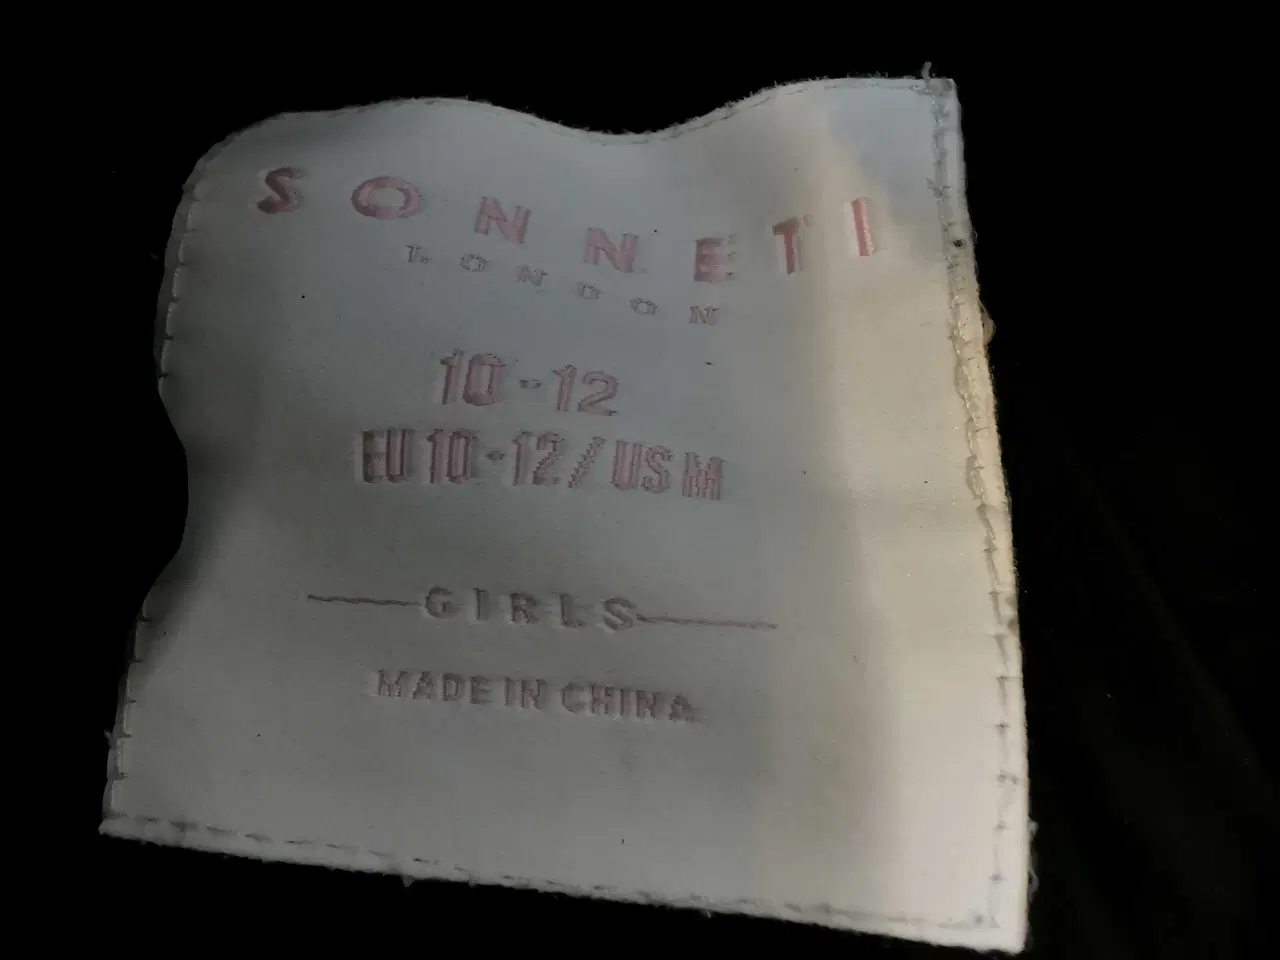 SONNETI
LONDON
10-12
EU 10-12/US M
GIRLS
MADE IN CHINA